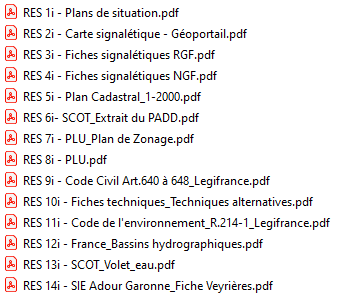 RES 1i - Plans de situation.pdf
RES 2i - Carte signalétique - Géoportail.pdf
RES 3i - Fiches signalétiques RGF.pdf
RES 4i - Fiches signalétiques NGF.pdf
RES 5i - Plan Cadastral_1-2000.pdf
RES 6i- SCOT_Extrait du PADD.pdf
RES 7i - PLU_Plan de Zonage.pdf
RES 8i - PLU.pdf
RES 9i - Code Civil Art.640 à 648_Legifrance.pdf
RES 10i - Fiches techniques_Techniques alternatives.pdf
RES 11i - Code de l'environnement_R.214-1_Legifrance.pdf
RES 12i - France_Bassins hydrographiques.pdf
RES 13i - SCOT_Volet_eau.pdf
RES 14i - SIE Adour Garonne_Fiche Veyrières.pdf